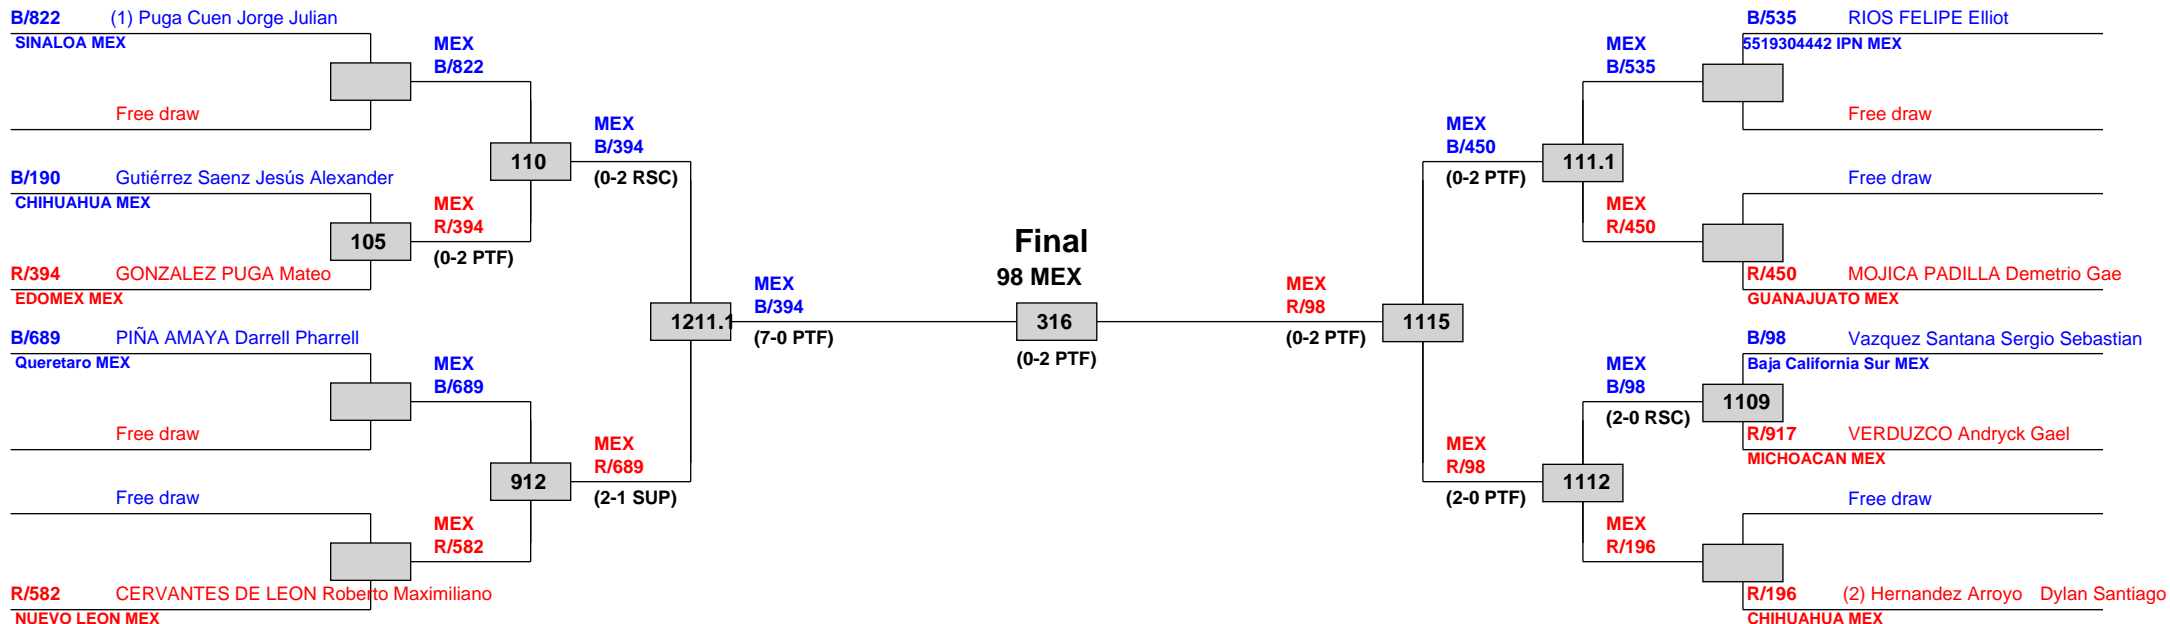 B/822 (1) Puga Cuen Jorge Julian
SINALOA MEX
Free draw
B/190 Gutiérrez Saenz Jesús Alexander
CHIHUAHUA MEX
R/394 GONZALEZ PUGA Mateo
EDOMEX MEX
B/689 PIÑA AMAYA Darrell Pharrell
Queretaro MEX
Free draw
Free draw
R/582 CERVANTES DE LEON Roberto Maximiliano
NUEVO LEON MEX
105
MEX
B/822
MEX
R/394
(0-2 PTF)
MEX
B/689
MEX
R/582
110
912
MEX
B/394
(0-2 RSC)
MEX
R/689
(2-1 SUP)
1211.1
MEX
B/394
(7-0 PTF)
Final
98 MEX
316
(0-2 PTF)
MEX
R/98
(0-2 PTF)
1115
MEX
B/450
(0-2 PTF)
MEX
R/98
(2-0 PTF)
111.1
1112
MEX
B/535
MEX
R/450
MEX
B/98
(2-0 RSC)
MEX
R/196
1109
B/535 RIOS FELIPE Elliot
5519304442 IPN MEX
Free draw
Free draw
R/450 MOJICA PADILLA Demetrio Gae
GUANAJUATO MEX
B/98 Vazquez Santana Sergio Sebastian
Baja California Sur MEX
R/917 VERDUZCO Andryck Gael
MICHOACAN MEX
Free draw
R/196 (2) Hernandez Arroyo Dylan Santiago
CHIHUAHUA MEX